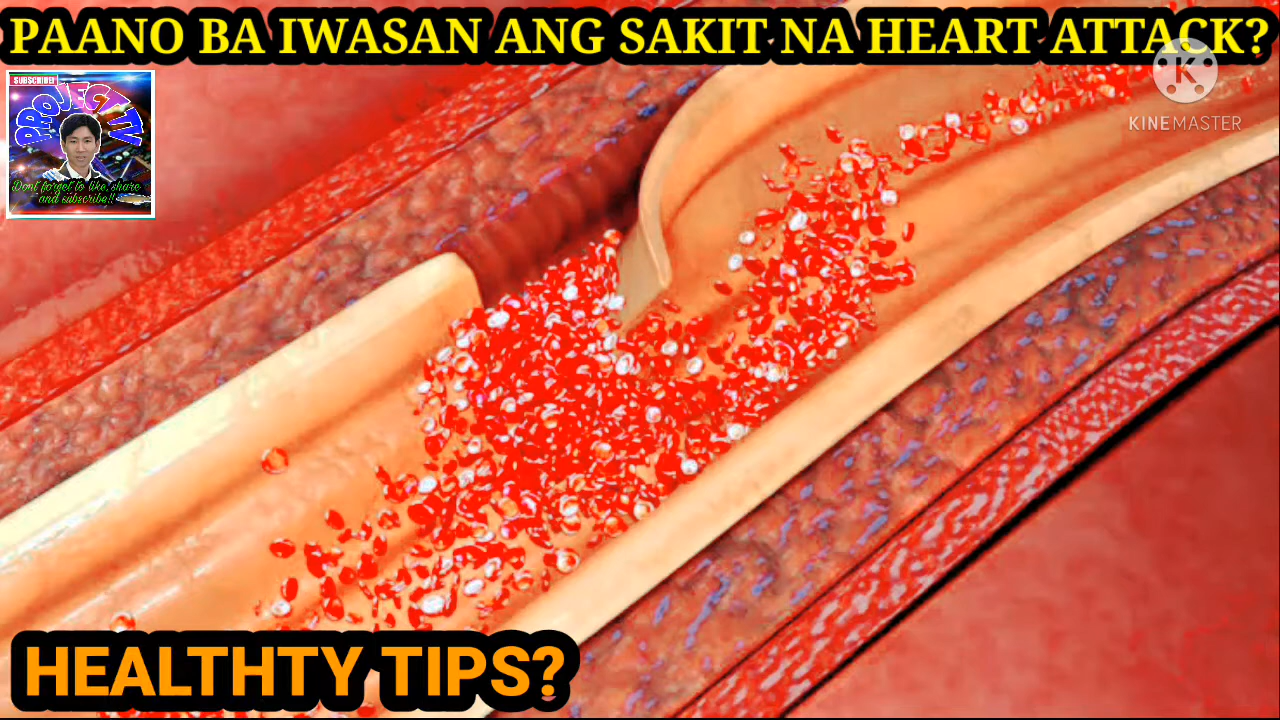 PAANO BA IWASAN ANG SAKIT NA HEART ATTACK?
SUBSCRIBE!
PROJECT TV
Dont forget to like, share
and subscribe!!
K
KINEMASTER
HEALTHTY TIPS?